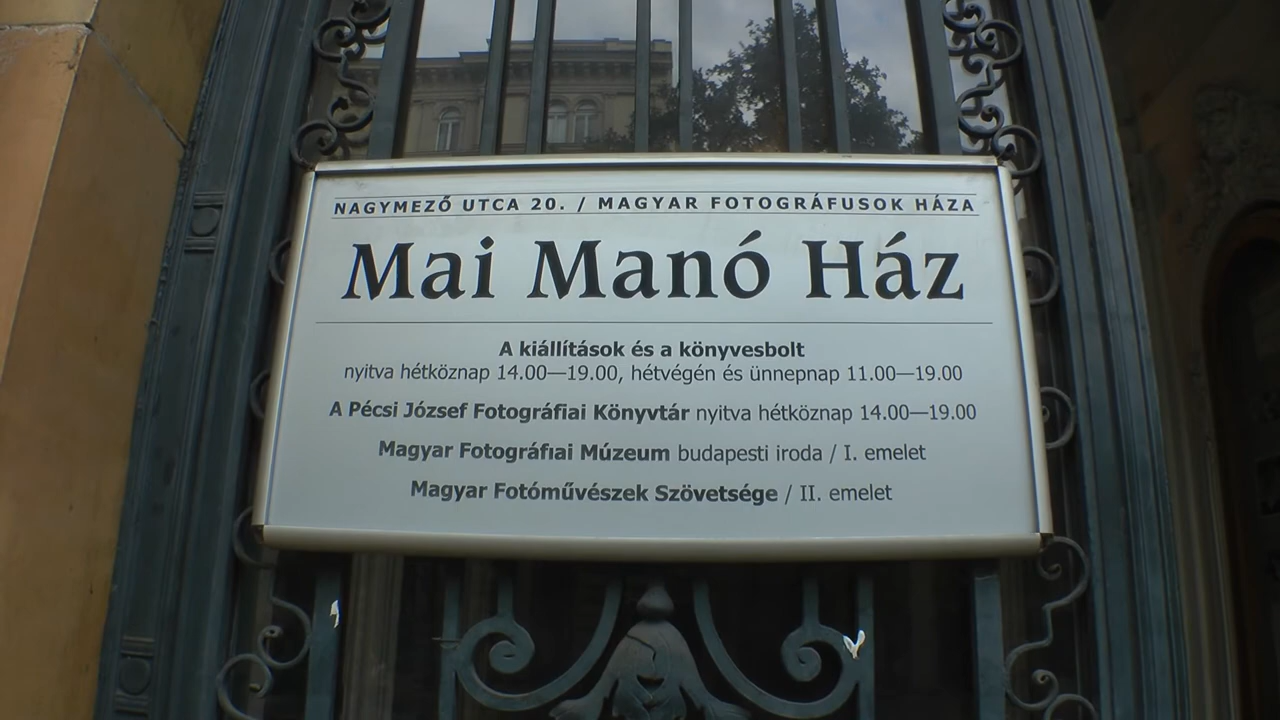 NAGYMEZŐ UTCA 20. / MAGYAR FOTOGRÁFUSOK HÁZA
Mai Manó Ház
A kiállítások és a könyvesbolt
nyitva hétköznap 14.00—19.00, hétvégén és ünnepnap 11.00—19.00
A Pécsi József Fotográfiai Könyvtár nyitva hétköznap 14.00—19.00
Magyar Fotográfiai Múzeum budapesti iroda / I. emelet
Magyar Fotóművészek Szövetsége / II. emelet